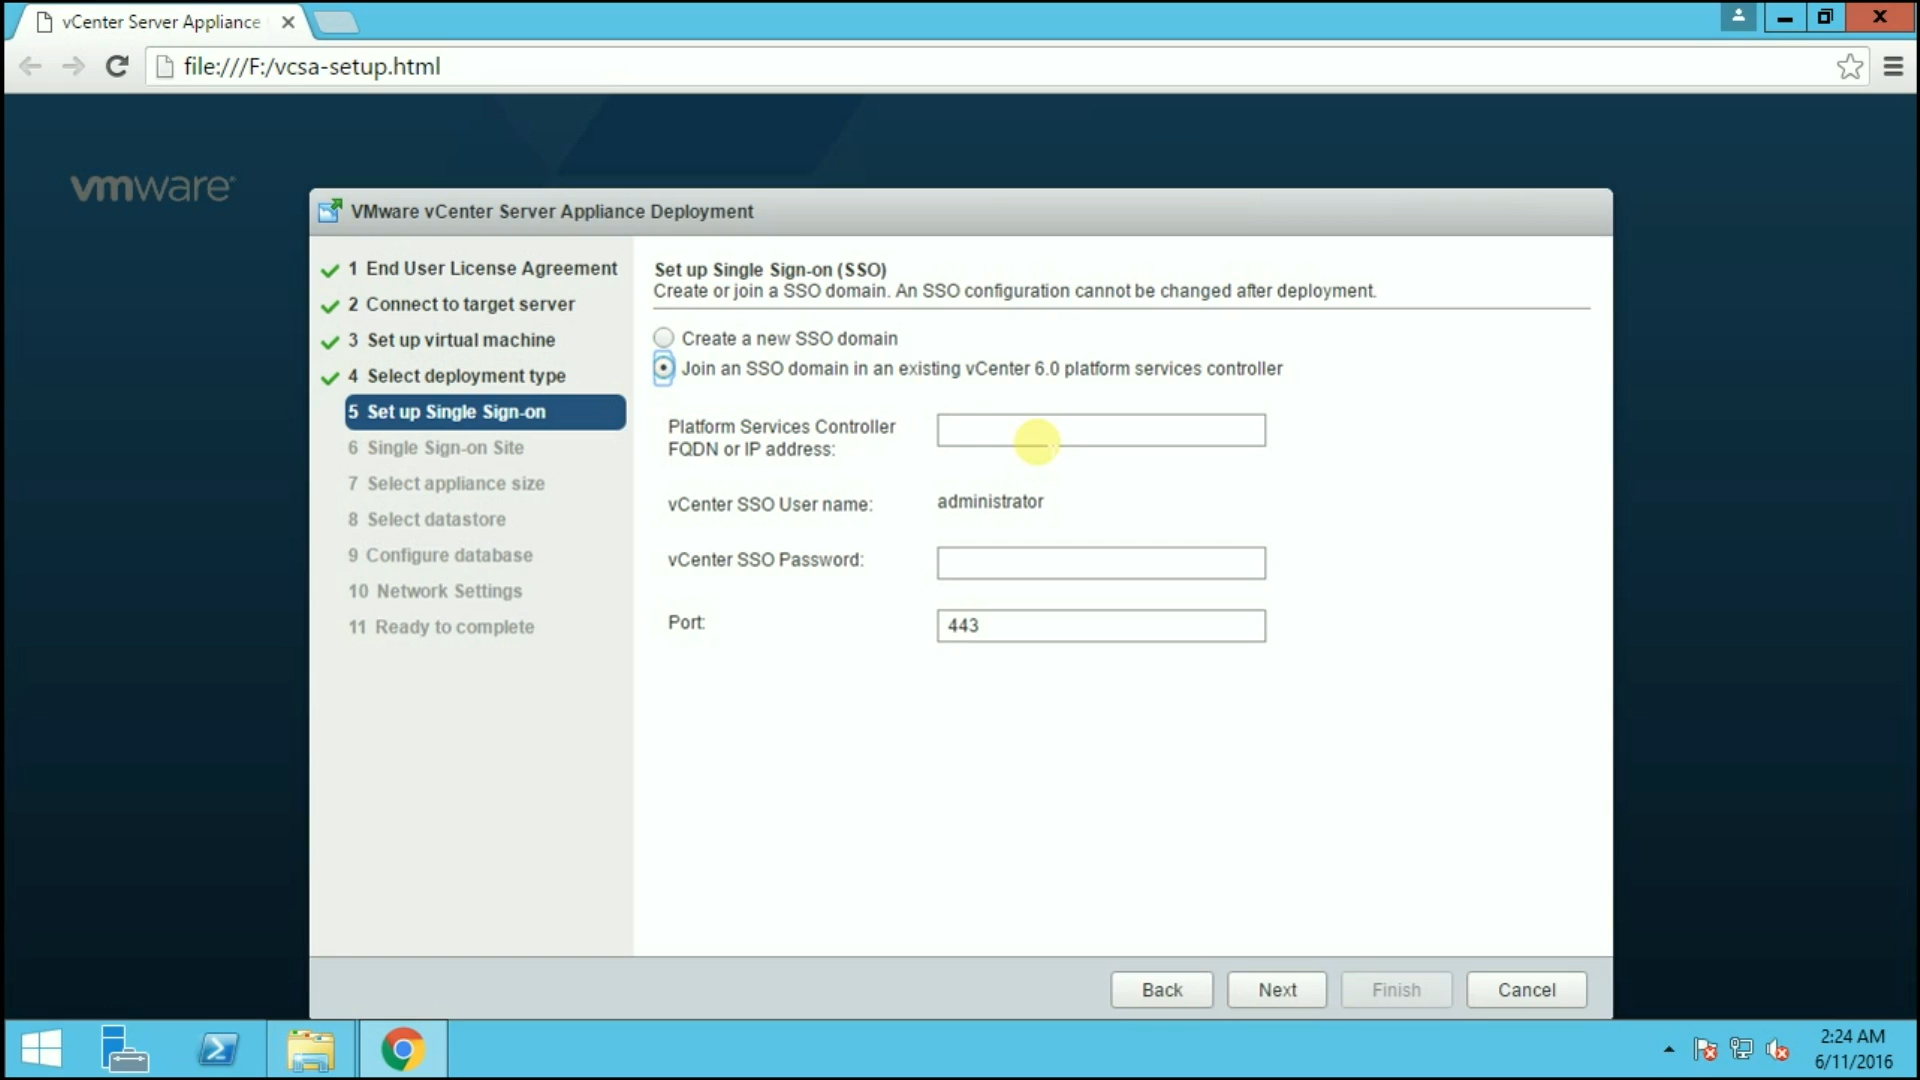 vCenter Server Appliance
file:///F:/vcsa-setup.html
vmware
VMware vCenter Server Appliance Deployment
1 End User License Agreement
2 Connect to target server
3 Set up virtual machine
4 Select deployment type
5 Set up Single Sign-on
6 Single Sign-on Site
7 Select appliance size
8 Select datastore
9 Configure database
10 Network Settings
11 Ready to complete
Set up Single Sign-on (SSO)
Create or join a SSO domain. An SSO configuration cannot be changed after deployment.
Create a new SSO domain
Join an SSO domain in an existing vCenter 6.0 platform services controller
Platform Services Controller
FQDN or IP address:
vCenter SSO User name: administrator
vCenter SSO Password:
Port: 443
Back Next Finish Cancel
2:24 AM
6/11/2016